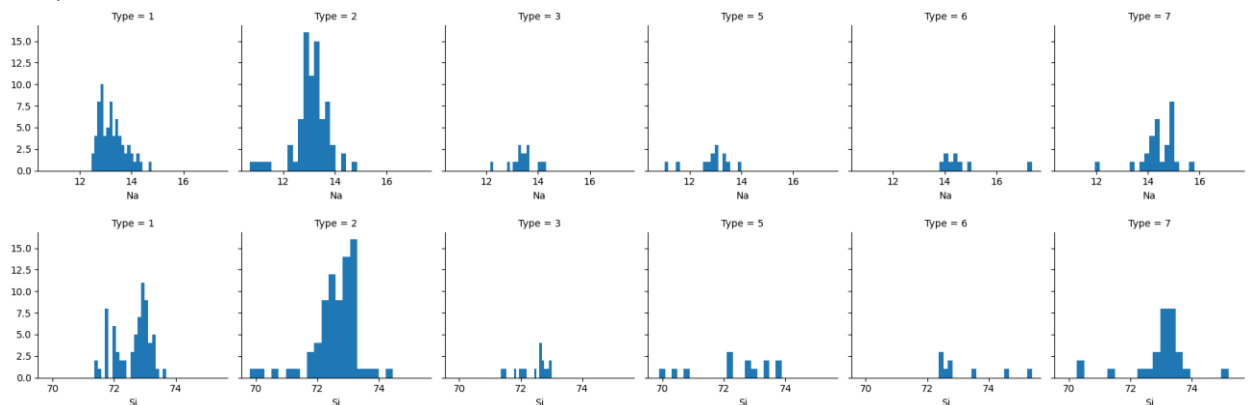 Type = 1 Type = 2 Type = 3 Type = 5 Type = 6 Type = 7
15.0
12.5
10.0
7.5
5.0
2.5
0.0
12 14 16 12 14 16 12 14 16 12 14 16 12 14 16 12 14 16
Na Na Na Na Na Na
Type = 1 Type = 2 Type = 3 Type = 5 Type = 6 Type = 7
15.0
12.5
10.0
7.5
5.0
2.5
0.0
70 72 74 70 72 74 70 72 74 70 72 74 70 72 74 70 72 74
Si Si Si Si Si Si